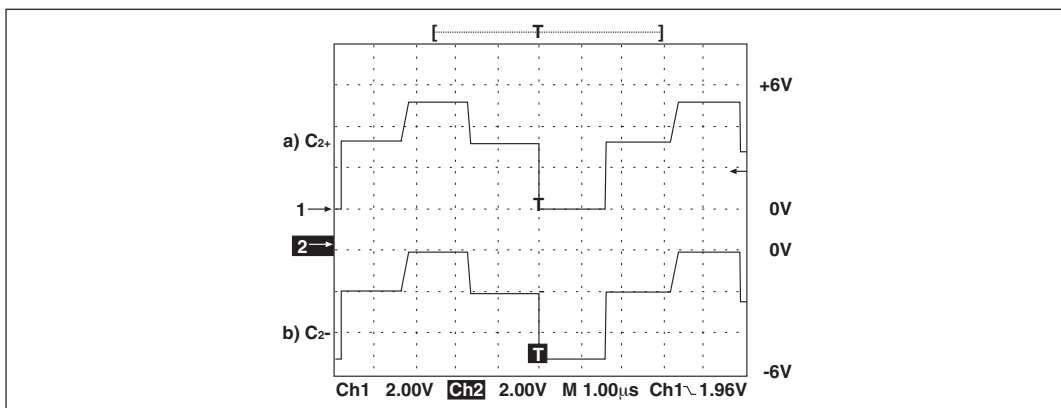 [ T ]
+6V
a) C2+
T
1
0V
2
0V
b) C2-
T
-6V
Ch1 2.00V Ch2 2.00V M 1.00µs Ch1 1.96V